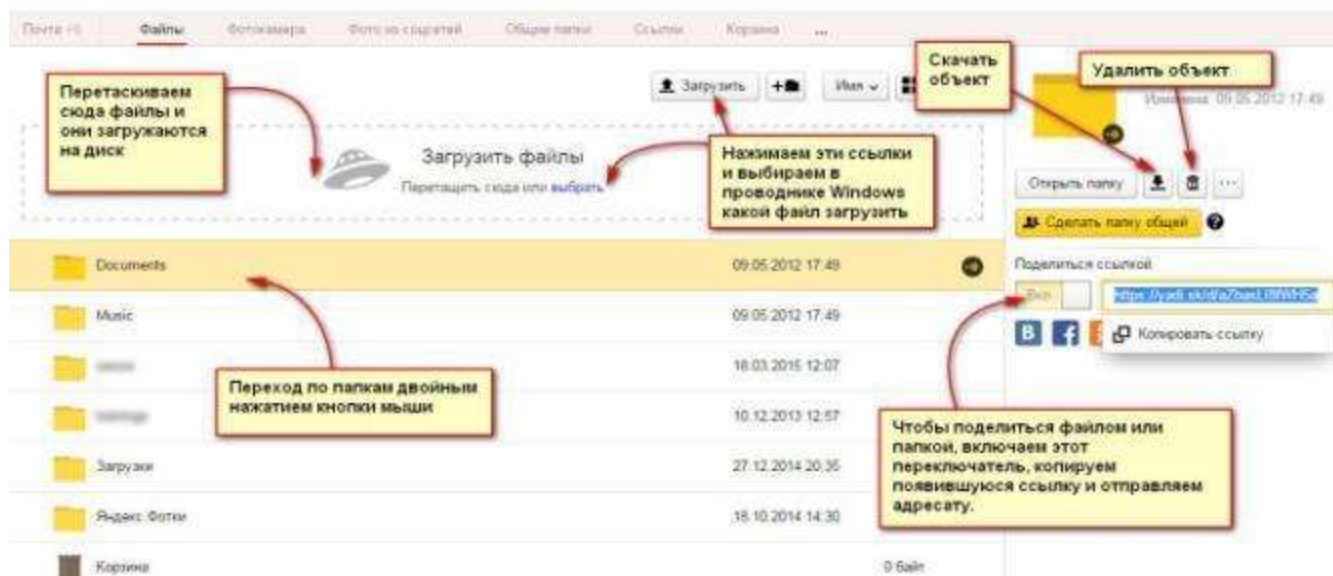 Почта Файлы Фотокамера Фото из соцсетей Общие папки Ссылки Корзина ...
Скачать
объект
Удалить объект
Перетаскиваем
сюда файлы и
они загружаются
на диск
Загрузить
Имя
Изменена: 09.05.2012 17:49
Загрузить файлы
Перетащить сюда или выбрать
Нажимаем эти ссылки
и выбираем в
проводнике Windows
какой файл загрузить
Открыть папку
Сделать папку общей
Documents 09.05.2012 17:49
Поделиться ссылкой
Вкл
Music 09.05.2012 17:49
Копировать ссылку
18.03.2015 12:07
Переход по папкам двойным
нажатием кнопки мыши
10.12.2013 12:57
Чтобы поделиться файлом или
папкой, включаем этот
переключатель, копируем
появившуюся ссылку и отправляем
адресату.
Загрузки 27.12.2014 20:35
Яндекс.Фотки 18.10.2014 14:30
Корзина 0 байт